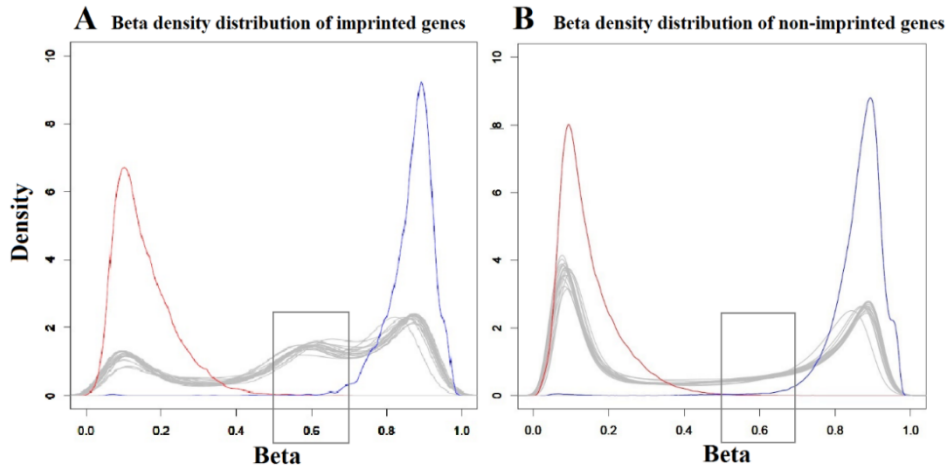 A Beta density distribution of imprinted genes
B Beta density distribution of non-imprinted genes
Density
10
8
6
4
2
0
0.0 0.2 0.4 0.6 0.8 1.0
Beta
10
8
6
4
2
0
0.0 0.2 0.4 0.6 0.8 1.0
Beta